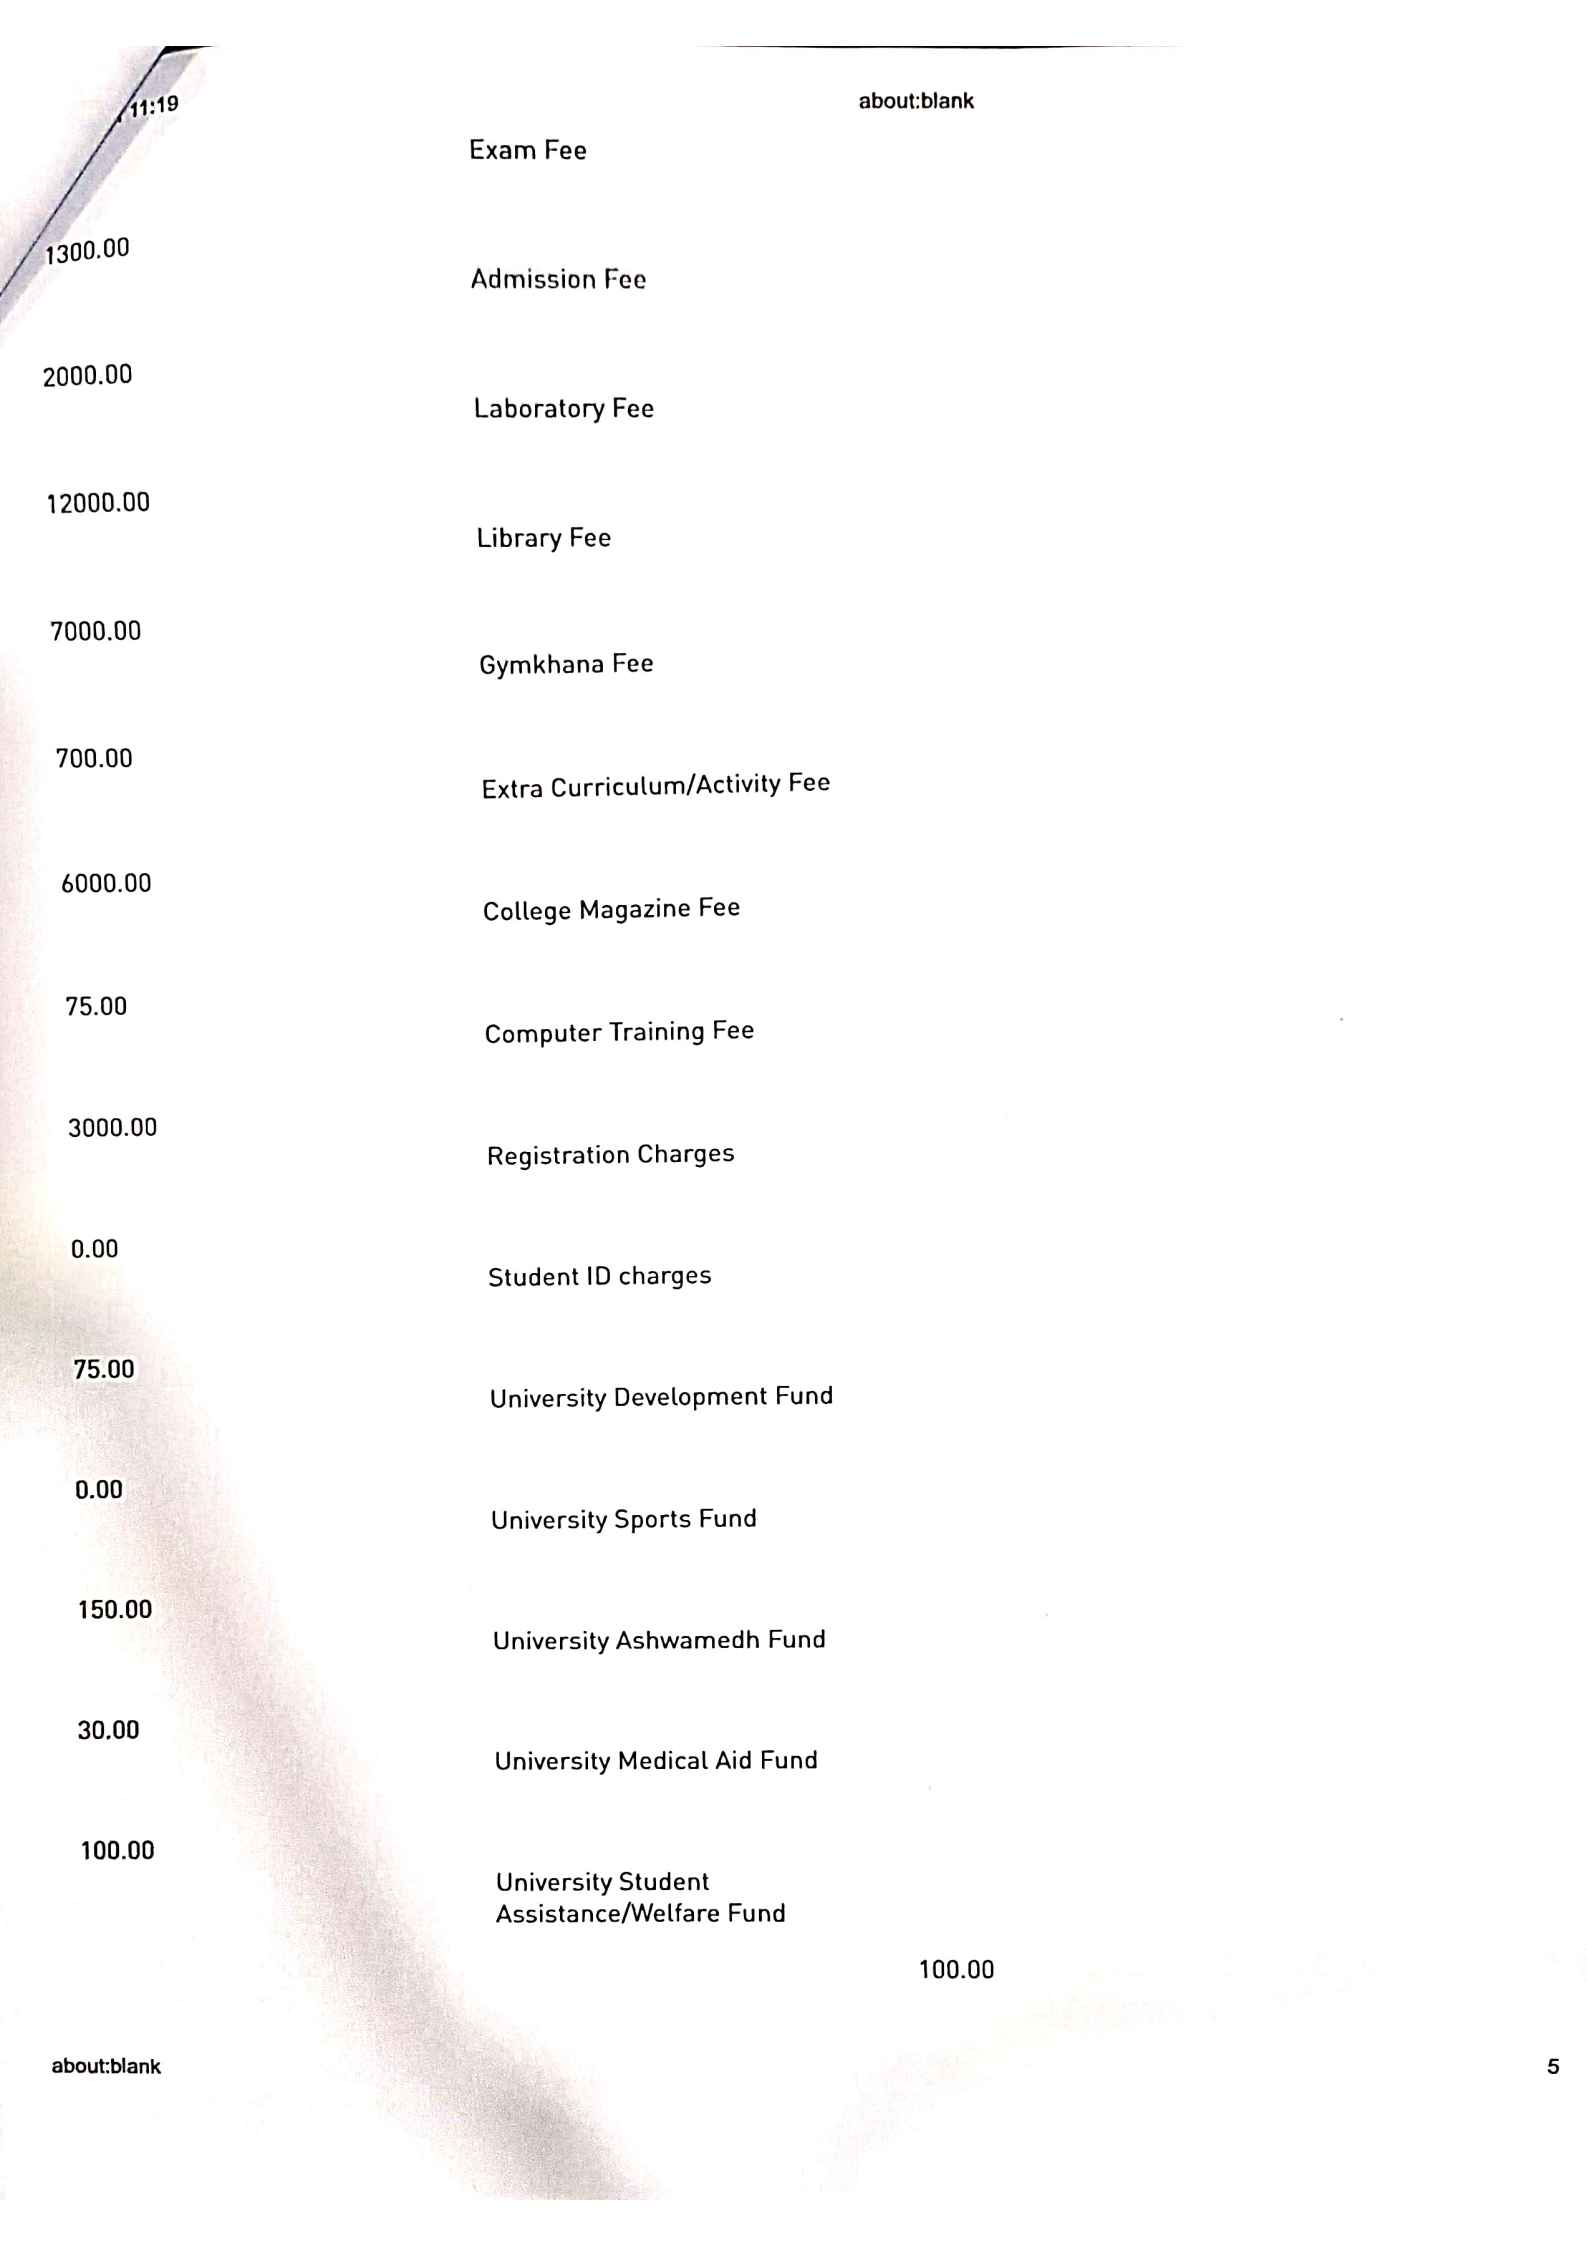 11:19
about:blank
Exam Fee
1300.00
Admission Fee
2000.00
Laboratory Fee
12000.00
Library Fee
7000.00
Gymkhana Fee
700.00
Extra Curriculum/Activity Fee
6000.00
College Magazine Fee
75.00
Computer Training Fee
3000.00
Registration Charges
0.00
Student ID charges
75.00
University Development Fund
0.00
University Sports Fund
150.00
University Ashwamedh Fund
30.00
University Medical Aid Fund
100.00
University Student
Assistance/Welfare Fund
100.00
about:blank
5